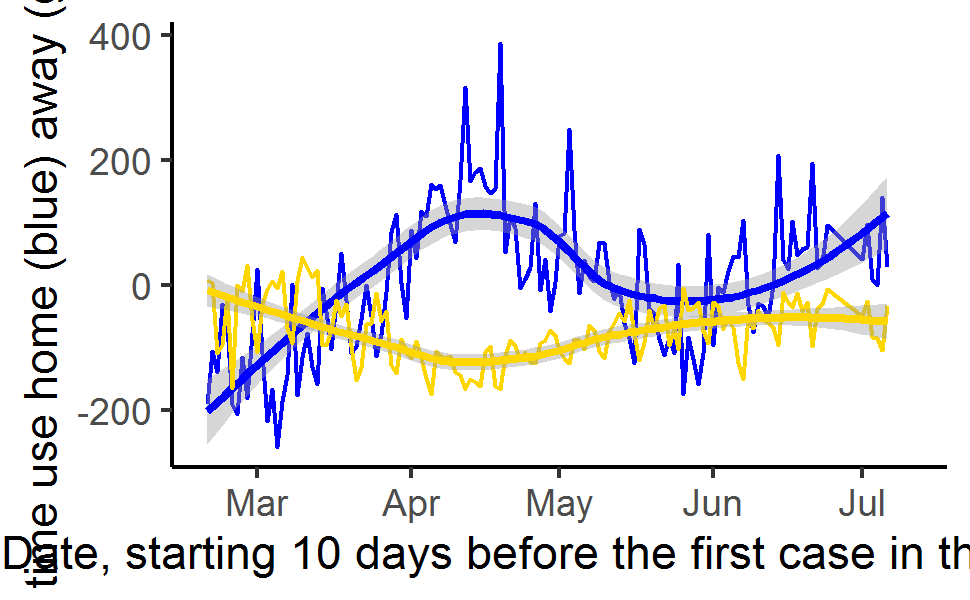 time use home (blue) away (
400
200
0
-200
Mar Apr May Jun Jul
Date, starting 10 days before the first case in th